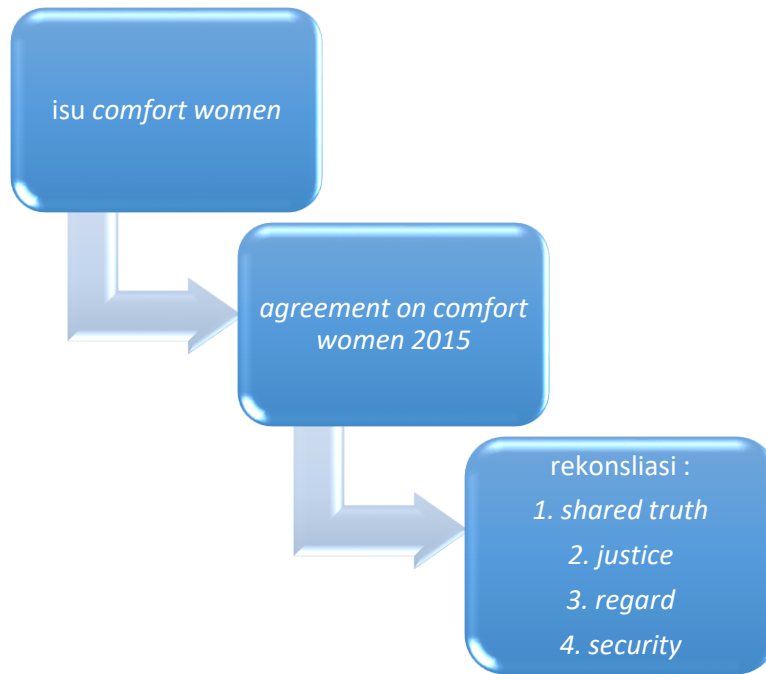 isu comfort women
agreement on comfort
women 2015
rekonsliasi :
1. shared truth
2. justice
3. regard
4. security